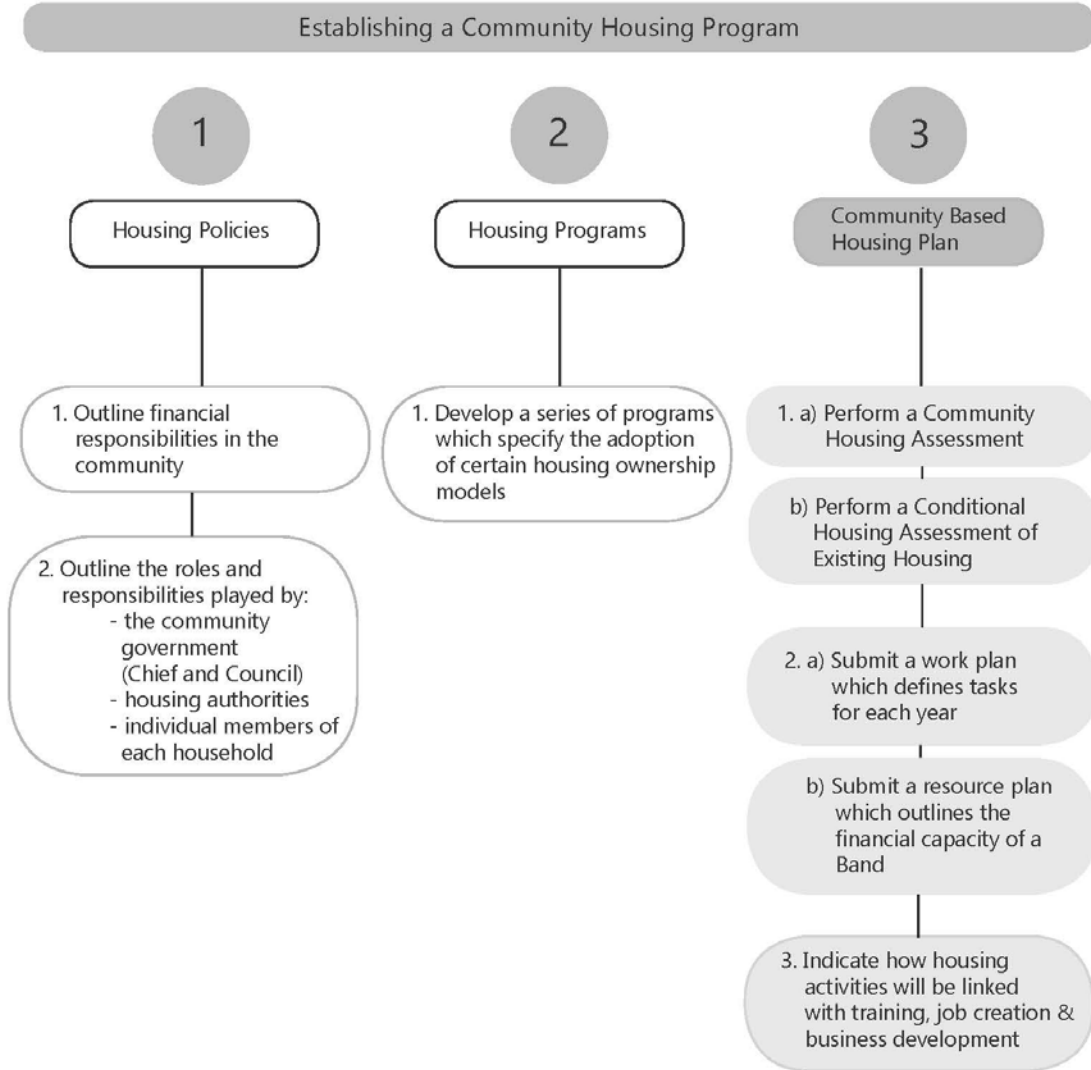 Establishing a Community Housing Program
1
Housing Policies
1. Outline financial
responsibilities in the
community
2. Outline the roles and
responsibilities played by:
- the community
government
(Chief and Council)
- housing authorities
- individual members of
each household
2
Housing Programs
1. Develop a series of programs
which specify the adoption
of certain housing ownership
models
3
Community Based
Housing Plan
1. a) Perform a Community
Housing Assessment
b) Perform a Conditional
Housing Assessment of
Existing Housing
2. a) Submit a work plan
which defines tasks
for each year
b) Submit a resource plan
which outlines the
financial capacity of a
Band
3. Indicate how housing
activities will be linked
with training, job creation &
business development